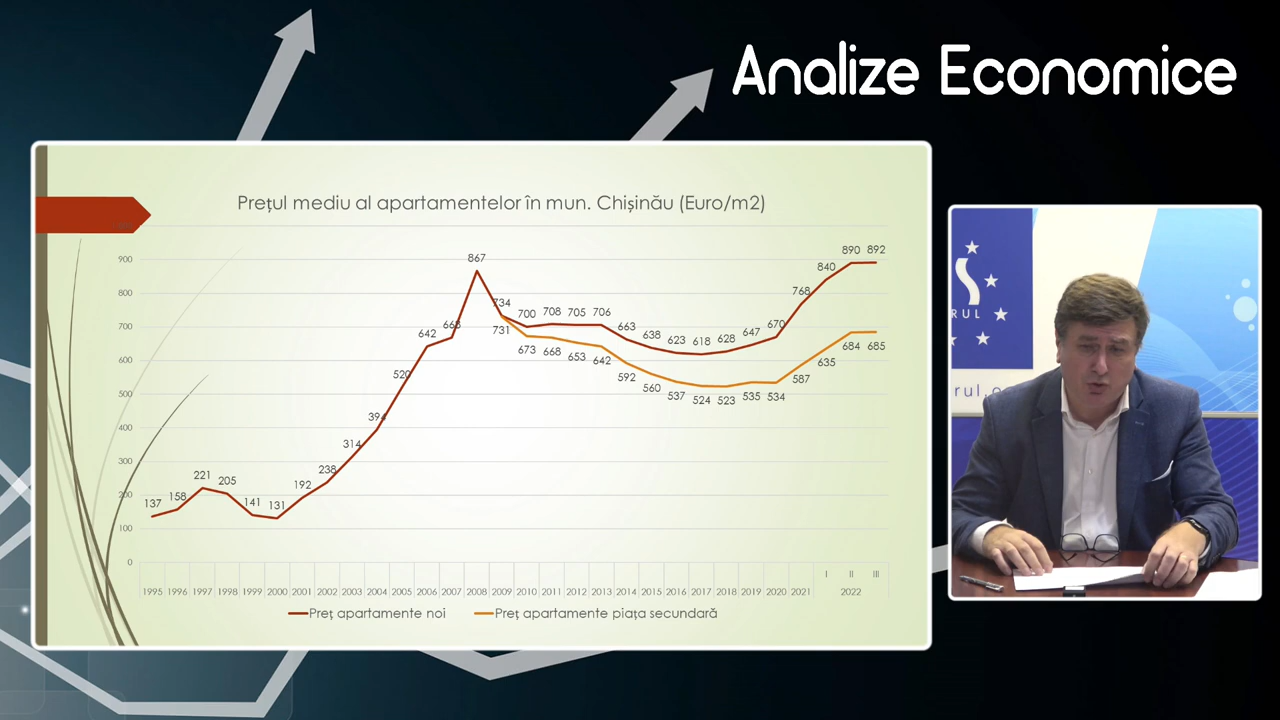 Analize Economice
Prețul mediu al apartamentelor în mun. Chișinău (Euro/m2)
900
800
700
600
500
400
300
200
100
0
137 158 221 205 141 131 192 238 314 394 520 642 668 867 734 700 708 705 706 663 638 623 618 628 647 670 768 840 890 892
731 673 668 653 642 592 560 537 524 523 535 534 587 635 684 685
I II III
1995 1996 1997 1998 1999 2000 2001 2002 2003 2004 2005 2006 2007 2008 2009 2010 2011 2012 2013 2014 2015 2016 2017 2018 2019 2020 2021 2022
Preț apartamente noi Preț apartamente piața secundară
RUL